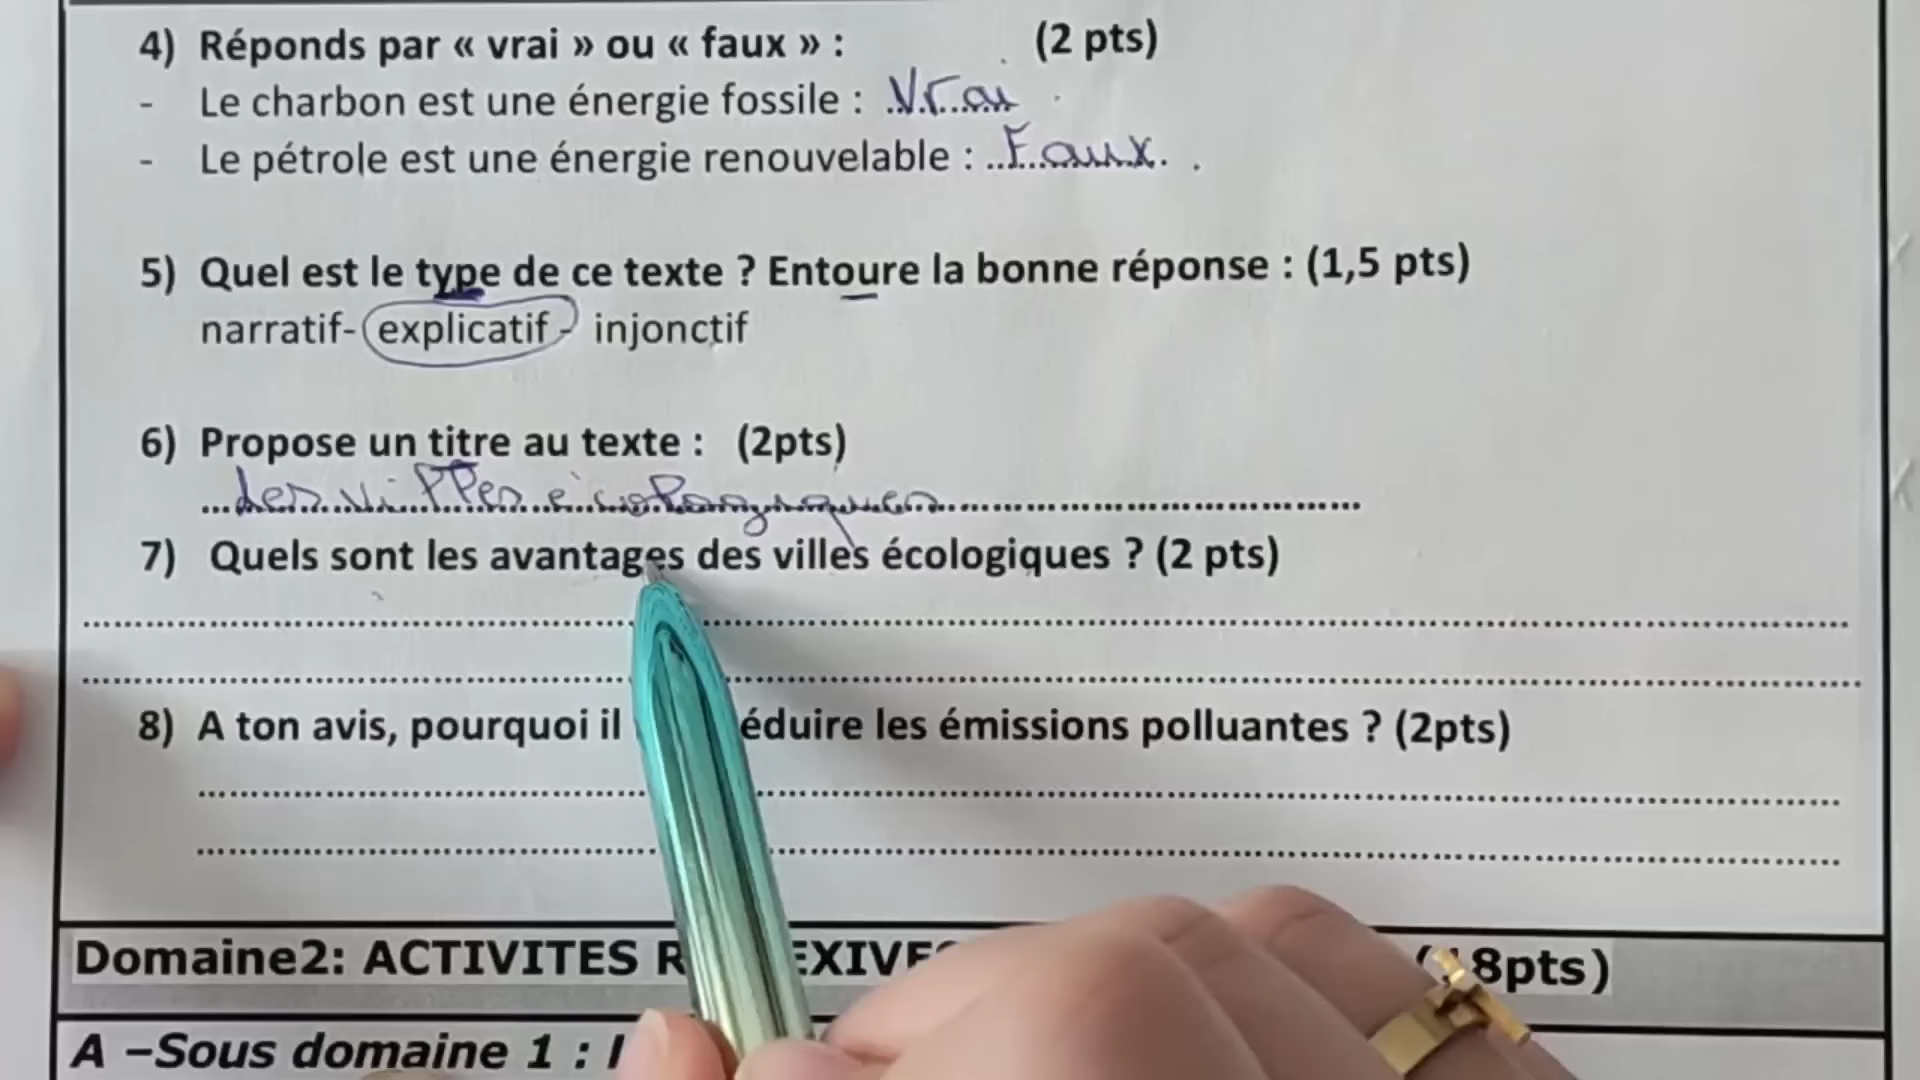 4) Réponds par « vrai » ou « faux » : (2 pts)
- Le charbon est une énergie fossile : Vrai
- Le pétrole est une énergie renouvelable : Faux.
5) Quel est le type de ce texte ? Entoure la bonne réponse : (1,5 pts)
narratif- explicatif - injonctif
6) Propose un titre au texte : (2pts)
des villes écologiques
7) Quels sont les avantages des villes écologiques ? (2 pts)
8) A ton avis, pourquoi il éduire les émissions polluantes ? (2pts)
Domaine2: ACTIVITES R EXIVE 8pts)
A –Sous domaine 1 :